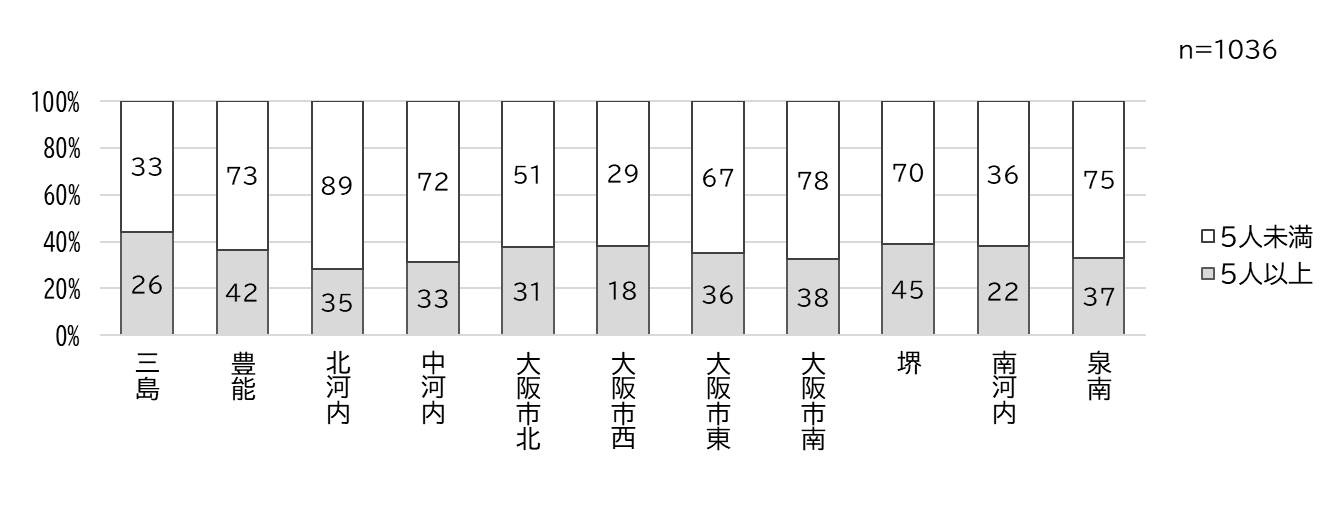 n=1036
100%
80%
60%
40%
20%
0%
33 73 89 72 51 29 67 78 70 36 75
26 42 35 33 31 18 36 38 45 22 37
三島
豊能
北河内
中河内
大阪市北
大阪市西
大阪市東
大阪市南
堺
南河内
泉南
5人未満
5人以上